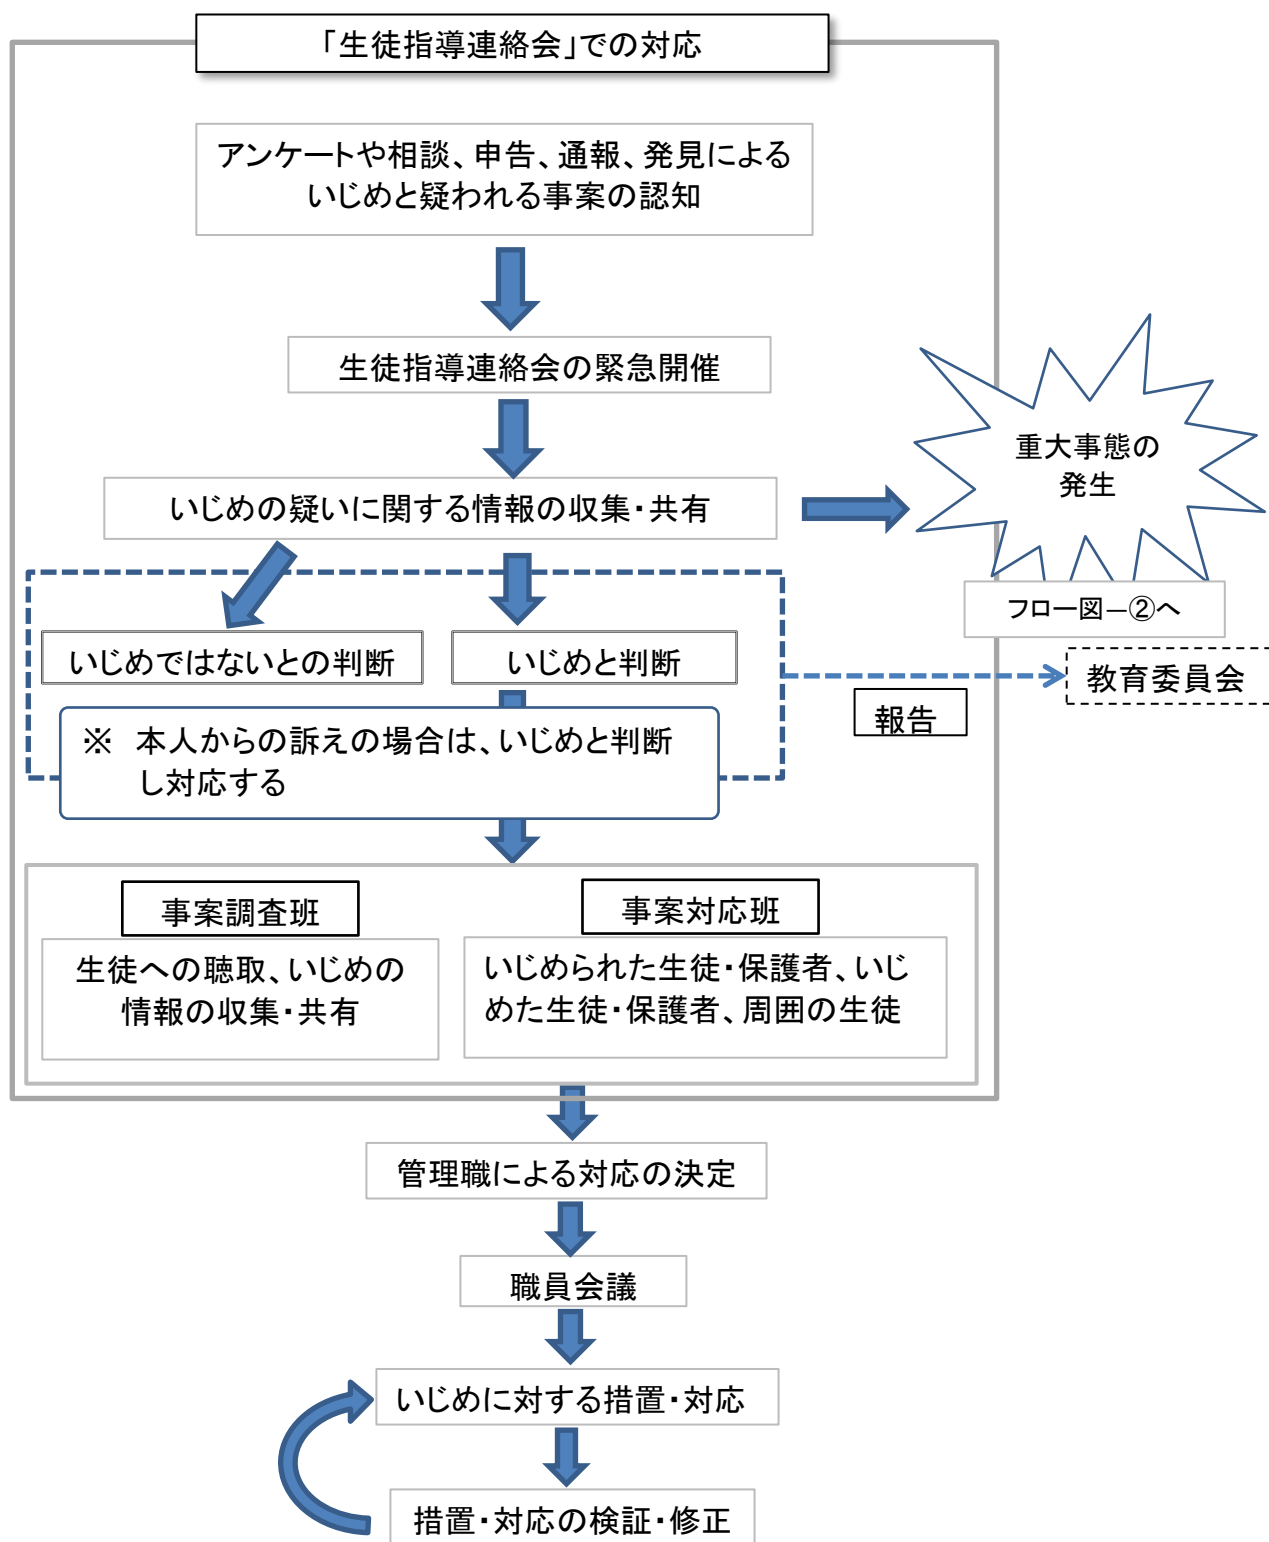 「生徒指導連絡会」での対応
アンケートや相談、申告、通報、発見による
いじめと疑われる事案の認知
生徒指導連絡会の緊急開催
重大事態の
発生
いじめの疑いに関する情報の収集・共有
フロー図―②へ
いじめではないとの判断
いじめと判断
教育委員会
報告
※ 本人からの訴えの場合は、いじめと判断
し対応する
事案調査班
事案対応班
生徒への聴取、いじめの
情報の収集・共有
いじめられた生徒・保護者、いじ
めた生徒・保護者、周囲の生徒
管理職による対応の決定
職員会議
いじめに対する措置・対応
措置・対応の検証・修正